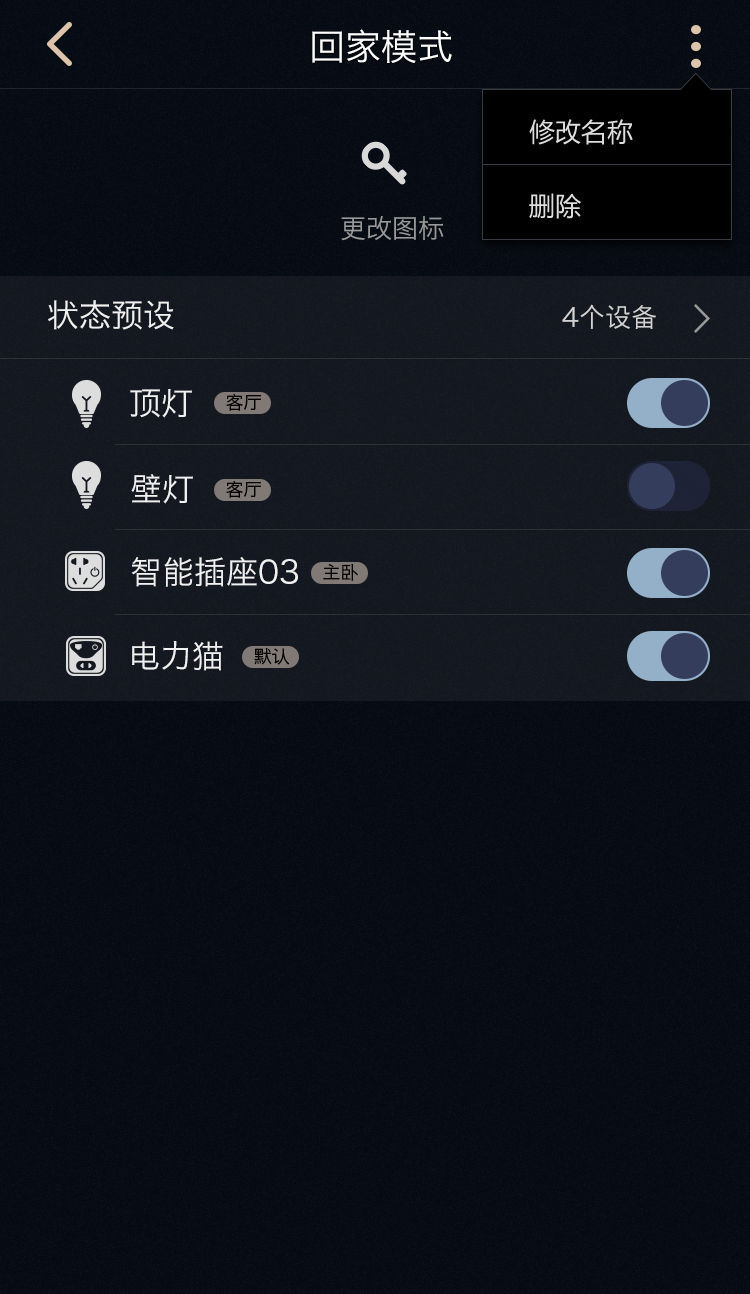 回家模式
修改名称
删除
更改图标
状态预设 4个设备
顶灯 客厅
壁灯 客厅
智能插座03 主卧
电力猫 默认